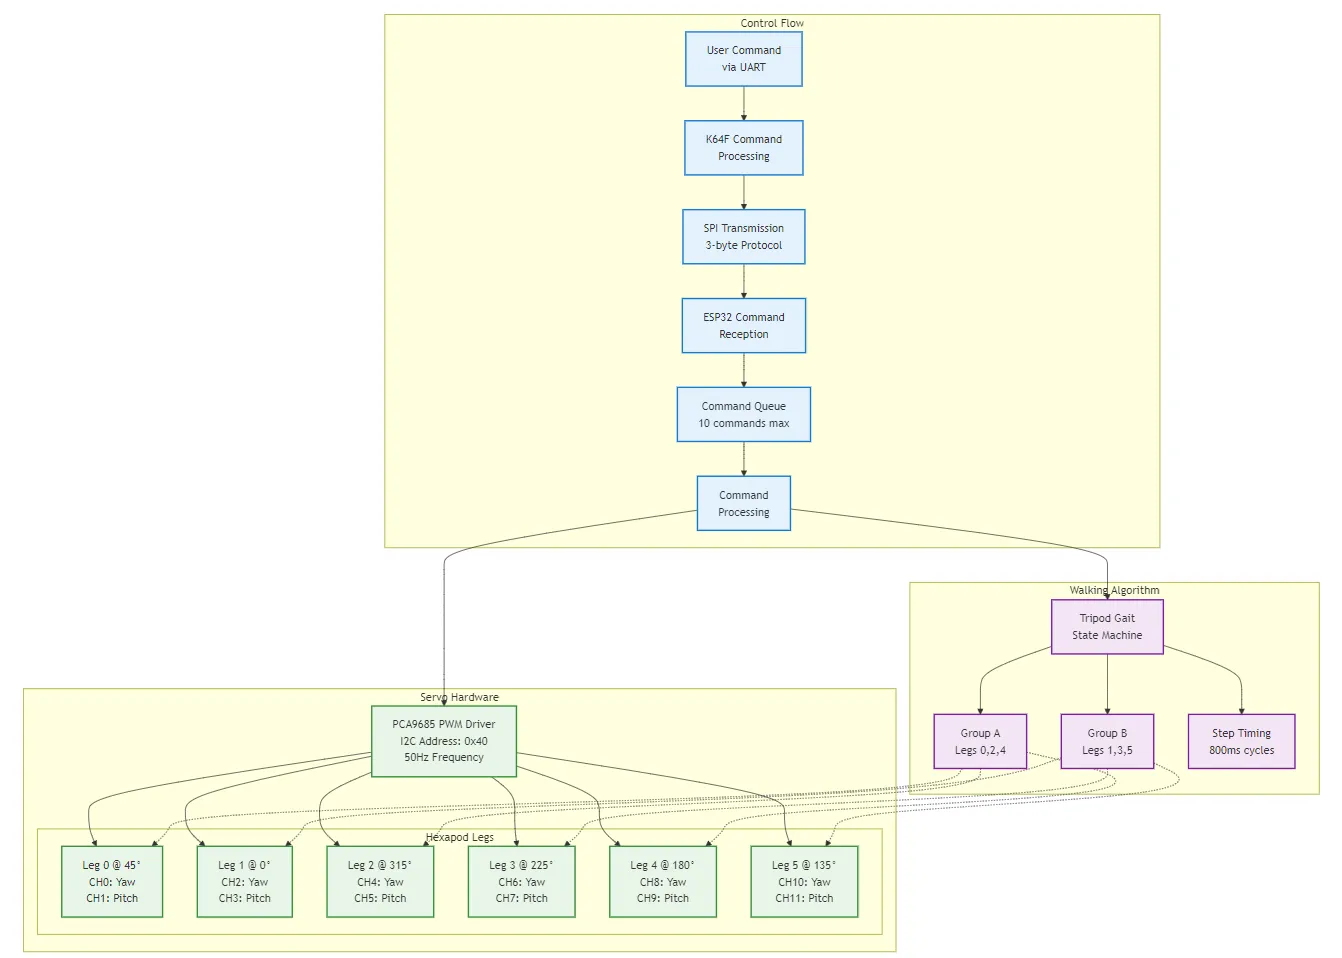 Control Flow
User Command
via UART
K64F Command
Processing
SPI Transmission
3-byte Protocol
ESP32 Command
Reception
Command Queue
10 commands max
Command
Processing
Walking Algorithm
Tripod Gait
State Machine
Group A
Legs 0,2,4
Group B
Legs 1,3,5
Step Timing
800ms cycles
Servo Hardware
PCA9685 PWM Driver
I2C Address: 0x40
50Hz Frequency
Hexapod Legs
Leg 0 @ 45°
CH0: Yaw
CH1: Pitch
Leg 1 @ 0°
CH2: Yaw
CH3: Pitch
Leg 2 @ 315°
CH4: Yaw
CH5: Pitch
Leg 3 @ 225°
CH6: Yaw
CH7: Pitch
Leg 4 @ 180°
CH8: Yaw
CH9: Pitch
Leg 5 @ 135°
CH10: Yaw
CH11: Pitch